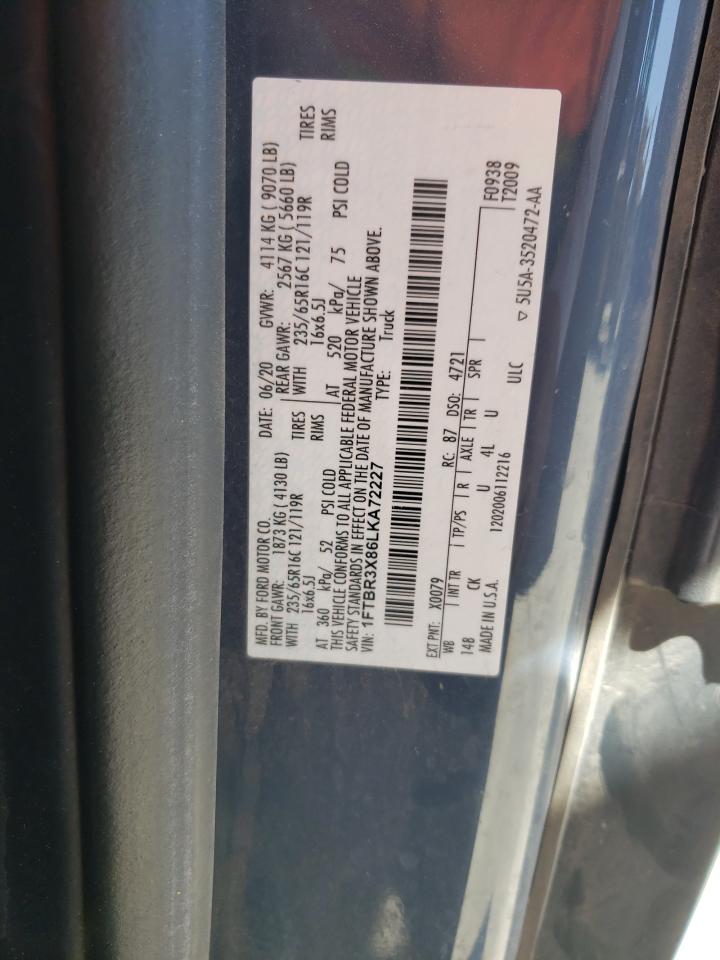 MFD. BY FORD MOTOR CO. DATE: 06/20 GVWR: 4114 KG ( 9070 LB)
FRONT GAWR: 1873 KG ( 4130 LB) REAR GAWR: 2567 KG ( 5660 LB)
WITH 235/65R16C 121/119R TIRES WITH 235/65R16C 121/119R TIRES
16x6.5J RIMS 16x6.5J RIMS
AT 360 kPa/ 52 PSI COLD AT 520 kPa/ 75 PSI COLD
THIS VEHICLE CONFORMS TO ALL APPLICABLE FEDERAL MOTOR VEHICLE
SAFETY STANDARDS IN EFFECT ON THE DATE OF MANUFACTURE SHOWN ABOVE.
VIN: 1FTBR3X86LKA72227 TYPE: Truck
EXT PNT: X0079 RC: 87 DSO: 4721 F0938
WB INT TR TP/PS R AXLE TR SPR T2009
148 CK U 4L U
MADE IN U.S.A. 1202006112216 ULC ▽ 5U5A-3520472-AA